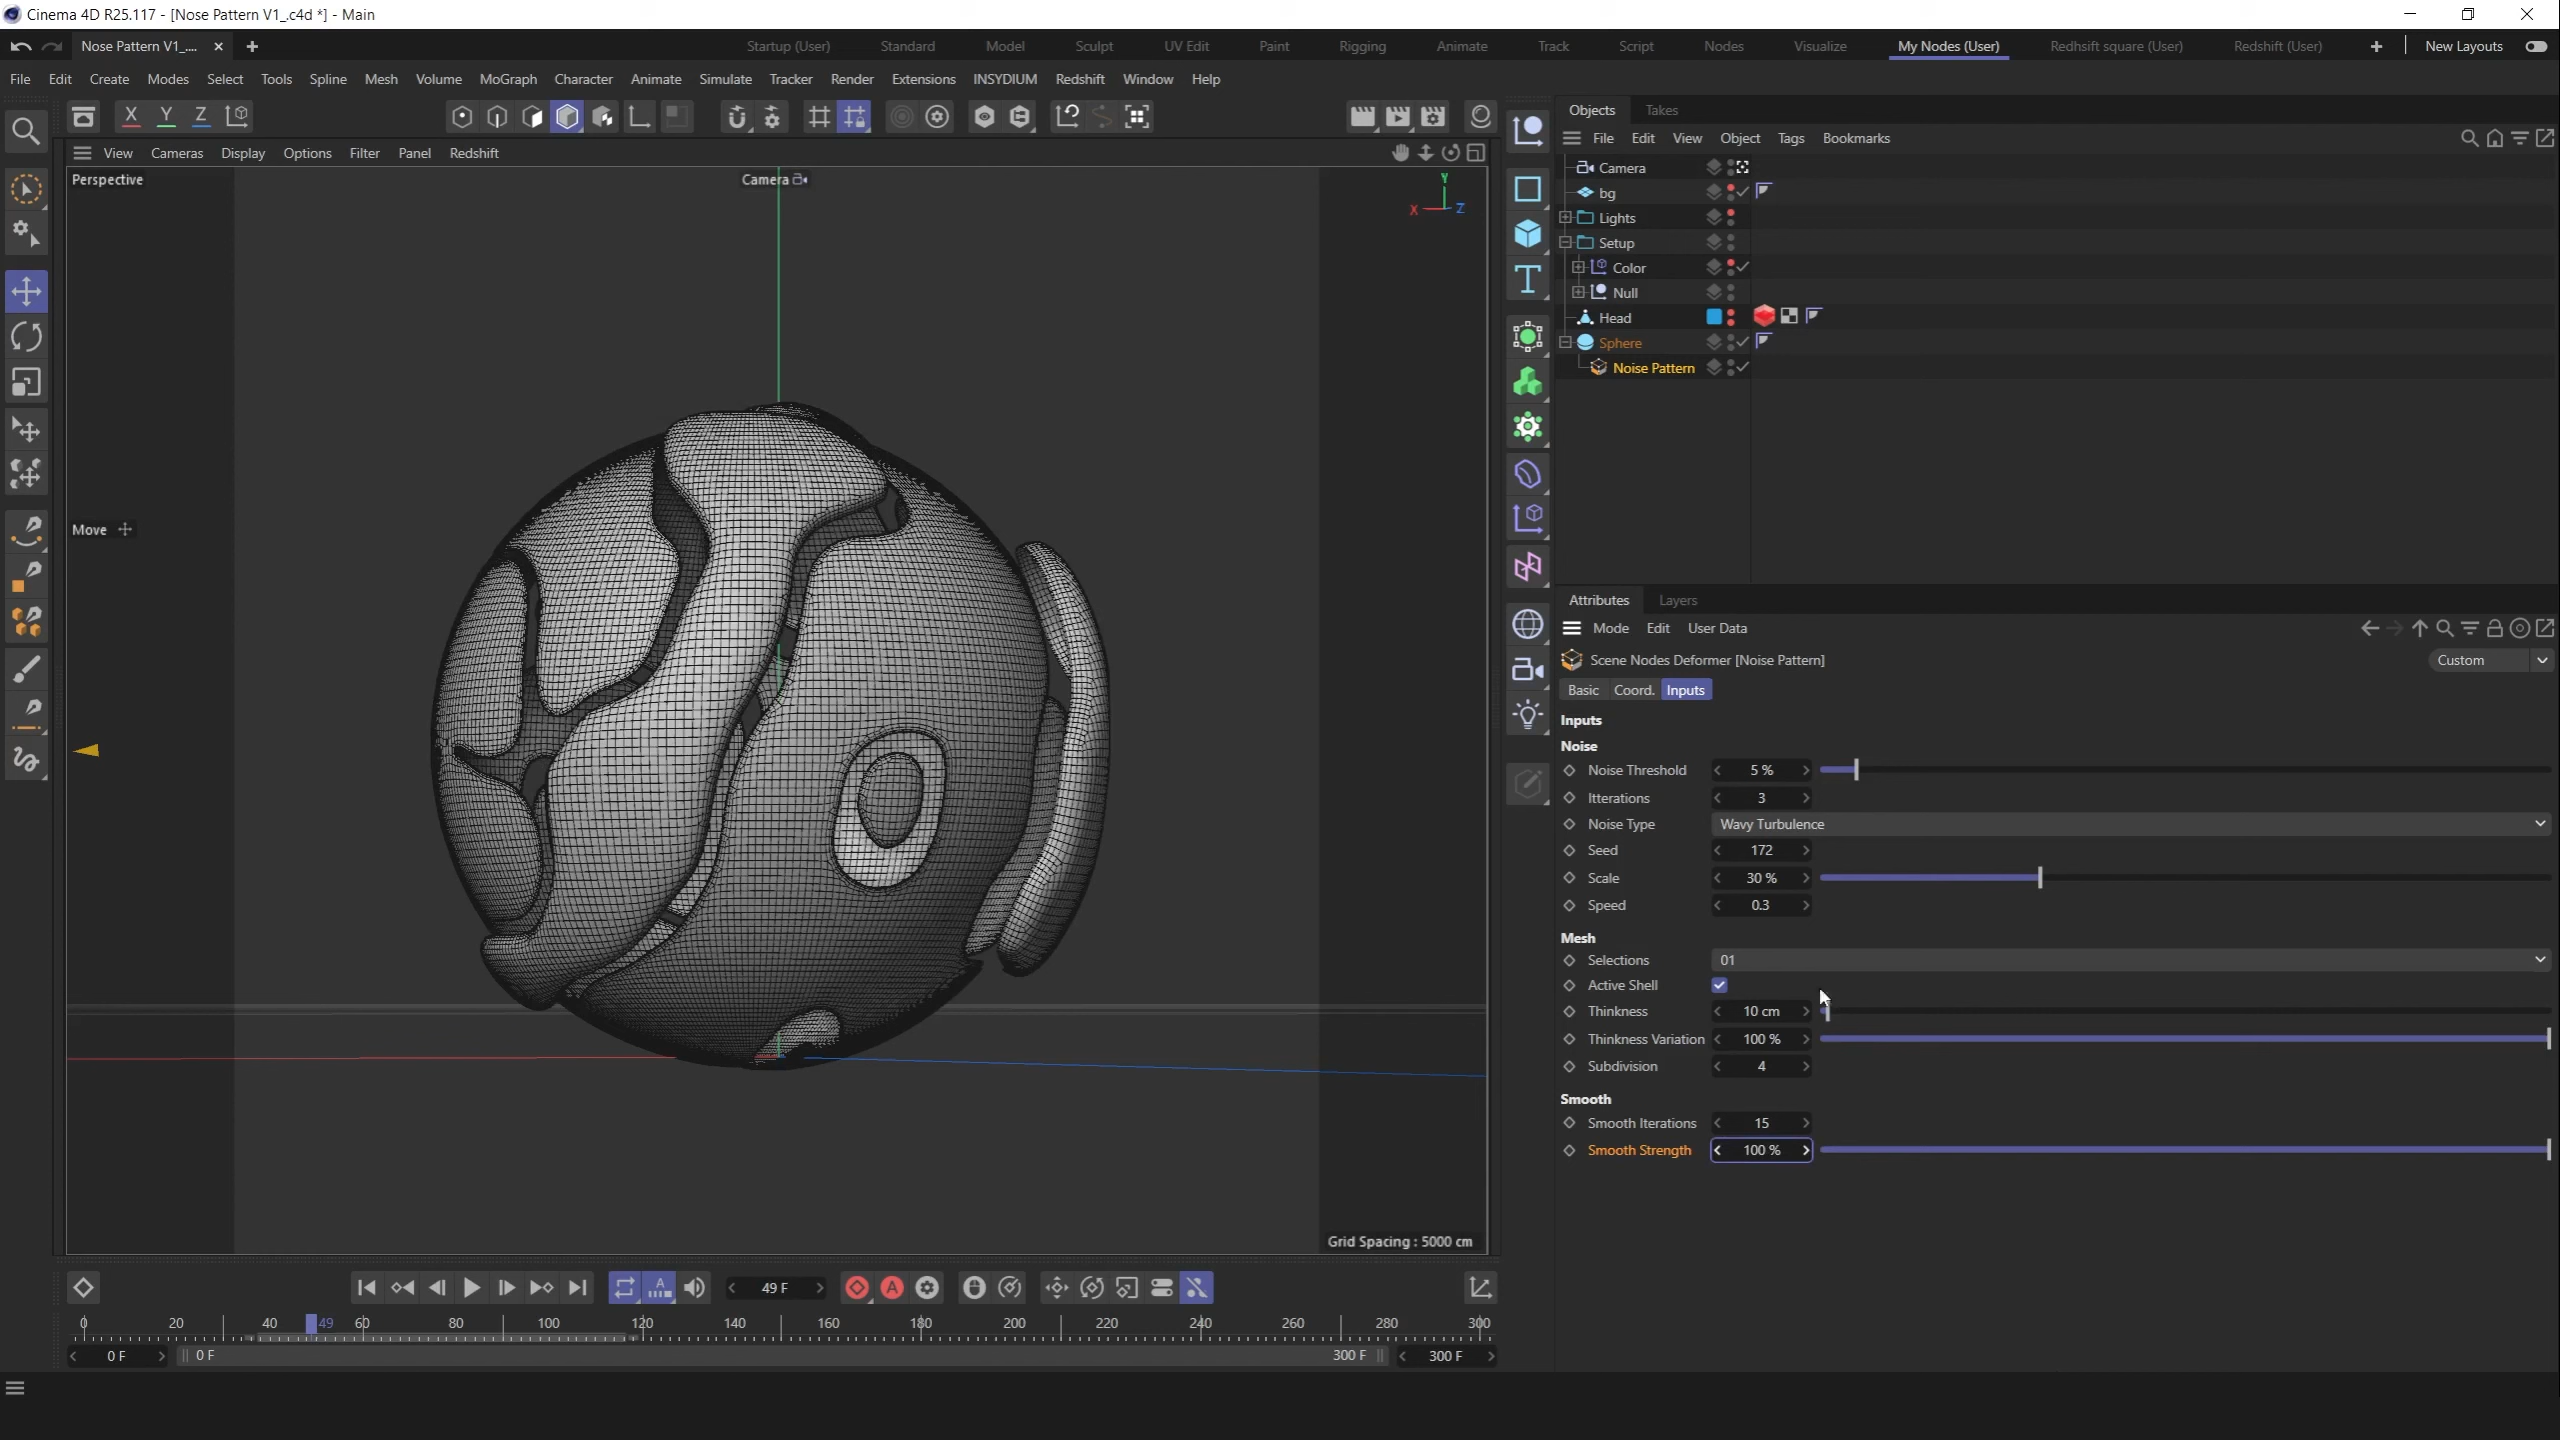 Cinema 4D R25.117 - [Nose Pattern V1_.c4d *] - Main
Nose Pattern V1_....
Startup (User) Standard Model Sculpt UV Edit Paint Rigging Animate Track Script Nodes Visualize My Nodes (User) Redhsift square (User) Redshift (User) New Layouts
File Edit Create Modes Select Tools Spline Mesh Volume MoGraph Character Animate Simulate Tracker Render Extensions INSYDIUM Redshift Window Help
X Y Z
View Cameras Display Options Filter Panel Redshift
Perspective
Camera
Y
X Z
Move
Grid Spacing : 5000 cm
Objects Takes
File Edit View Object Tags Bookmarks
Camera
bg
Lights
Setup
Color
Null
Head
Sphere
Noise Pattern
Attributes Layers
Mode Edit User Data
Scene Nodes Deformer [Noise Pattern]
Custom
Basic Coord. Inputs
Inputs
Noise
Noise Threshold 5 %
Itterations 3
Noise Type Wavy Turbulence
Seed 172
Scale 30 %
Speed 0.3
Mesh
Selections 01
Active Shell
Thinkness 10 cm
Thinkness Variation 100 %
Subdivision 4
Smooth
Smooth Iterations 15
Smooth Strength 100 %
49 F
0 20 40 49 60 80 100 120 140 160 180 200 220 240 260 280 300
0 F 0 F 300 F 300 F